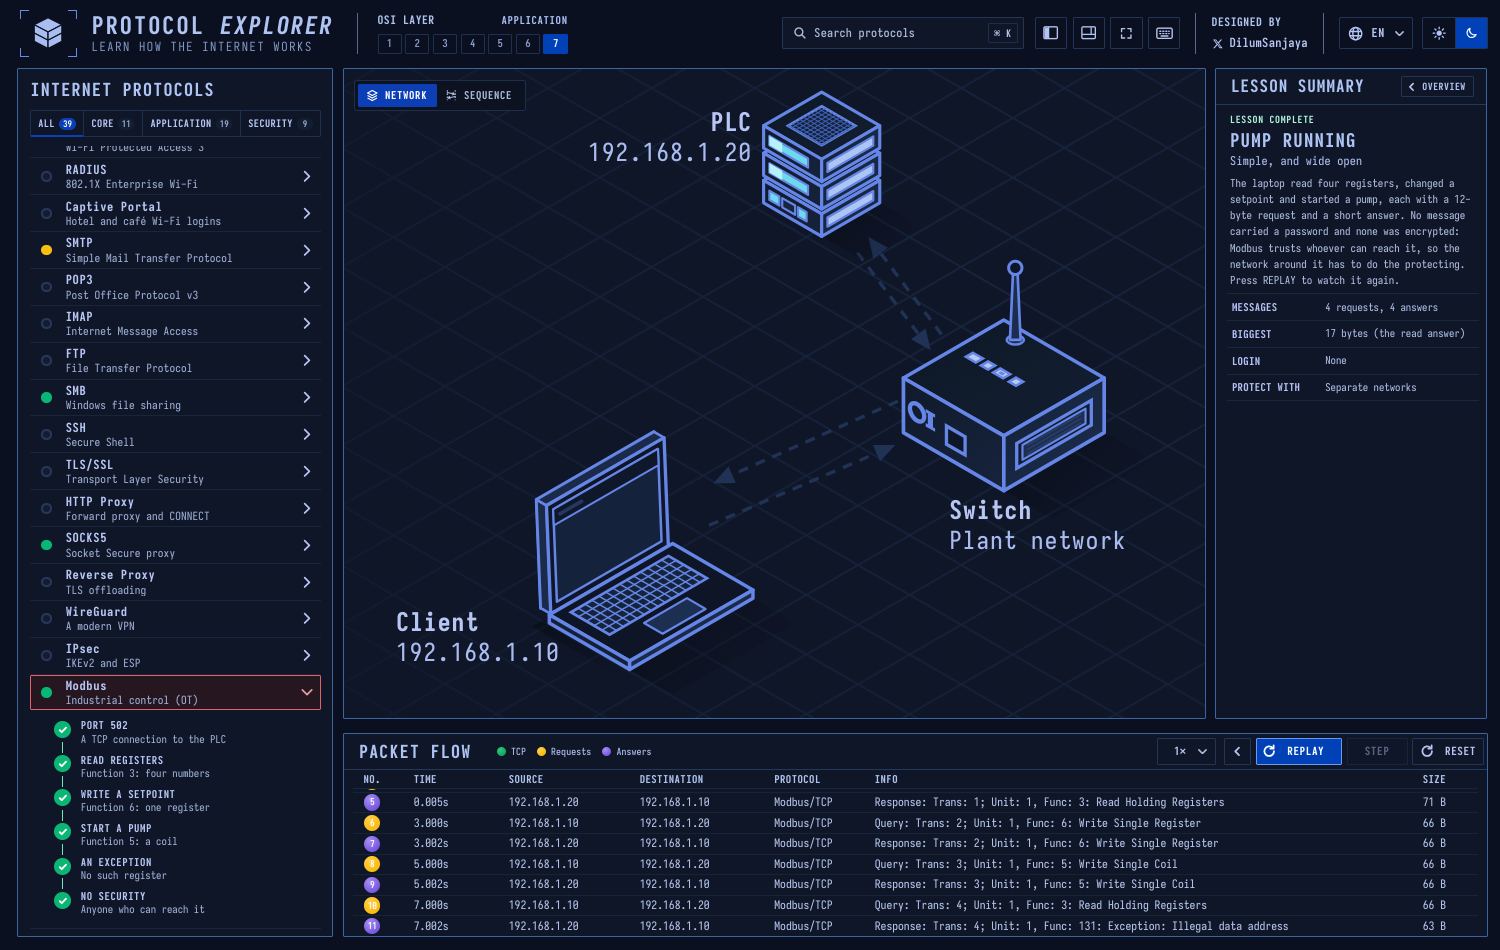 PROTOCOL EXPLORER
LEARN HOW THE INTERNET WORKS
OSI LAYER APPLICATION
1 2 3 4 5 6 7
Search protocols ⌘ K
DESIGNED BY
DilumSanjaya
EN
INTERNET PROTOCOLS
ALL 39 CORE 11 APPLICATION 19 SECURITY 9
Wi-Fi Protected Access 3
RADIUS
802.1X Enterprise Wi-Fi
Captive Portal
Hotel and café Wi-Fi logins
SMTP
Simple Mail Transfer Protocol
POP3
Post Office Protocol v3
IMAP
Internet Message Access
FTP
File Transfer Protocol
SMB
Windows file sharing
SSH
Secure Shell
TLS/SSL
Transport Layer Security
HTTP Proxy
Forward proxy and CONNECT
SOCKS5
Socket Secure proxy
Reverse Proxy
TLS offloading
WireGuard
A modern VPN
IPsec
IKEv2 and ESP
Modbus
Industrial control (OT)
PORT 502
A TCP connection to the PLC
READ REGISTERS
Function 3: four numbers
WRITE A SETPOINT
Function 6: one register
START A PUMP
Function 5: a coil
AN EXCEPTION
No such register
NO SECURITY
Anyone who can reach it
NETWORK SEQUENCE
PLC
192.168.1.20
Switch
Plant network
Client
192.168.1.10
LESSON SUMMARY OVERVIEW
LESSON COMPLETE
PUMP RUNNING
Simple, and wide open
The laptop read four registers, changed a
setpoint and started a pump, each with a 12-
byte request and a short answer. No message
carried a password and none was encrypted:
Modbus trusts whoever can reach it, so the
network around it has to do the protecting.
Press REPLAY to watch it again.
MESSAGES 4 requests, 4 answers
BIGGEST 17 bytes (the read answer)
LOGIN None
PROTECT WITH Separate networks
PACKET FLOW TCP Requests Answers 1× REPLAY STEP RESET
NO. TIME SOURCE DESTINATION PROTOCOL INFO SIZE
5 0.005s 192.168.1.20 192.168.1.10 Modbus/TCP Response: Trans: 1; Unit: 1, Func: 3: Read Holding Registers 71 B
6 3.000s 192.168.1.10 192.168.1.20 Modbus/TCP Query: Trans: 2; Unit: 1, Func: 6: Write Single Register 66 B
7 3.002s 192.168.1.20 192.168.1.10 Modbus/TCP Response: Trans: 2; Unit: 1, Func: 6: Write Single Register 66 B
8 5.000s 192.168.1.10 192.168.1.20 Modbus/TCP Query: Trans: 3; Unit: 1, Func: 5: Write Single Coil 66 B
9 5.002s 192.168.1.20 192.168.1.10 Modbus/TCP Response: Trans: 3; Unit: 1, Func: 5: Write Single Coil 66 B
10 7.000s 192.168.1.10 192.168.1.20 Modbus/TCP Query: Trans: 4; Unit: 1, Func: 3: Read Holding Registers 66 B
11 7.002s 192.168.1.20 192.168.1.10 Modbus/TCP Response: Trans: 4; Unit: 1, Func: 131: Exception: Illegal data address 63 B